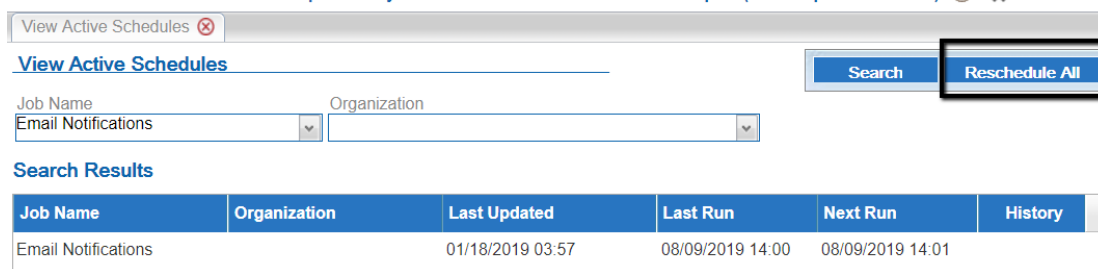 View Active Schedules
View Active Schedules
Search Reschedule All
Job Name Organization
Email Notifications
Search Results
Job Name Organization Last Updated Last Run Next Run History
Email Notifications 01/18/2019 03:57 08/09/2019 14:00 08/09/2019 14:01